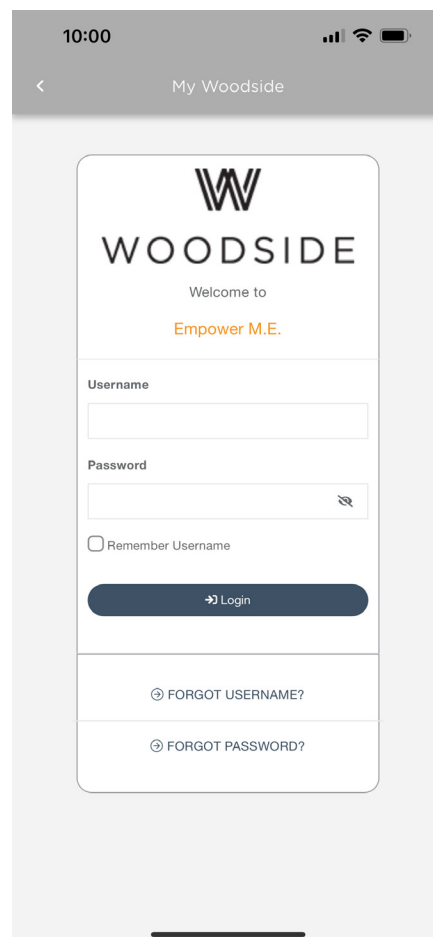 10:00
My Woodside
W
WOODSIDE
Welcome to
Empower M.E.
Username
Password
Remember Username
Login
FORGOT USERNAME?
FORGOT PASSWORD?